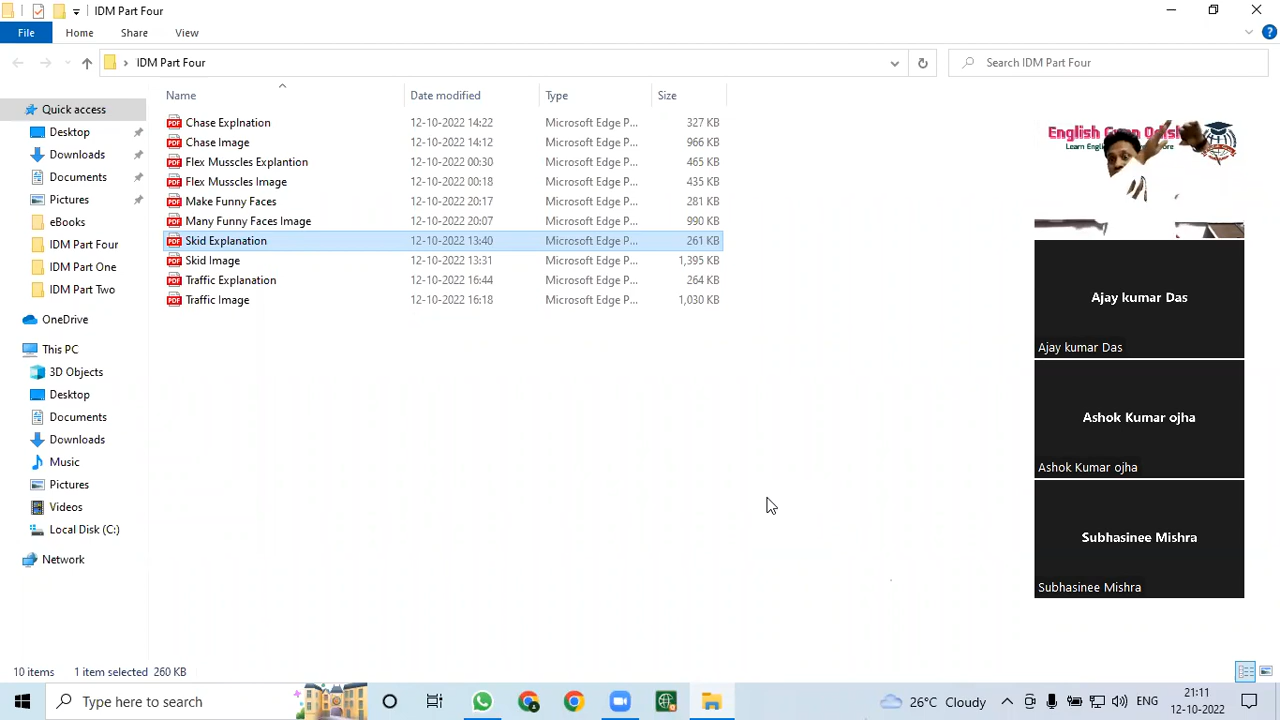 IDM Part Four
File Home Share View
IDM Part Four Search IDM Part Four
Name Date modified Type Size
Quick access
Desktop
Downloads
Documents
Pictures
eBooks
IDM Part Four
IDM Part One
IDM Part Two
OneDrive
This PC
3D Objects
Desktop
Documents
Downloads
Music
Pictures
Videos
Local Disk (C:)
Network
Chase Explnation 12-10-2022 14:22 Microsoft Edge P... 327 KB
Chase Image 12-10-2022 14:12 Microsoft Edge P... 966 KB
Flex Musscles Explantion 12-10-2022 00:30 Microsoft Edge P... 465 KB
Flex Musscles Image 12-10-2022 00:18 Microsoft Edge P... 435 KB
Make Funny Faces 12-10-2022 20:17 Microsoft Edge P... 281 KB
Many Funny Faces Image 12-10-2022 20:07 Microsoft Edge P... 990 KB
Skid Explanation 12-10-2022 13:40 Microsoft Edge P... 261 KB
Skid Image 12-10-2022 13:31 Microsoft Edge P... 1,395 KB
Traffic Explanation 12-10-2022 16:44 Microsoft Edge P... 264 KB
Traffic Image 12-10-2022 16:18 Microsoft Edge P... 1,030 KB
English
Learn
Ajay kumar Das
Ajay kumar Das
Ashok Kumar ojha
Ashok Kumar ojha
Subhasinee Mishra
Subhasinee Mishra
10 items 1 item selected 260 KB
Type here to search
26°C Cloudy ENG
21:11
12-10-2022